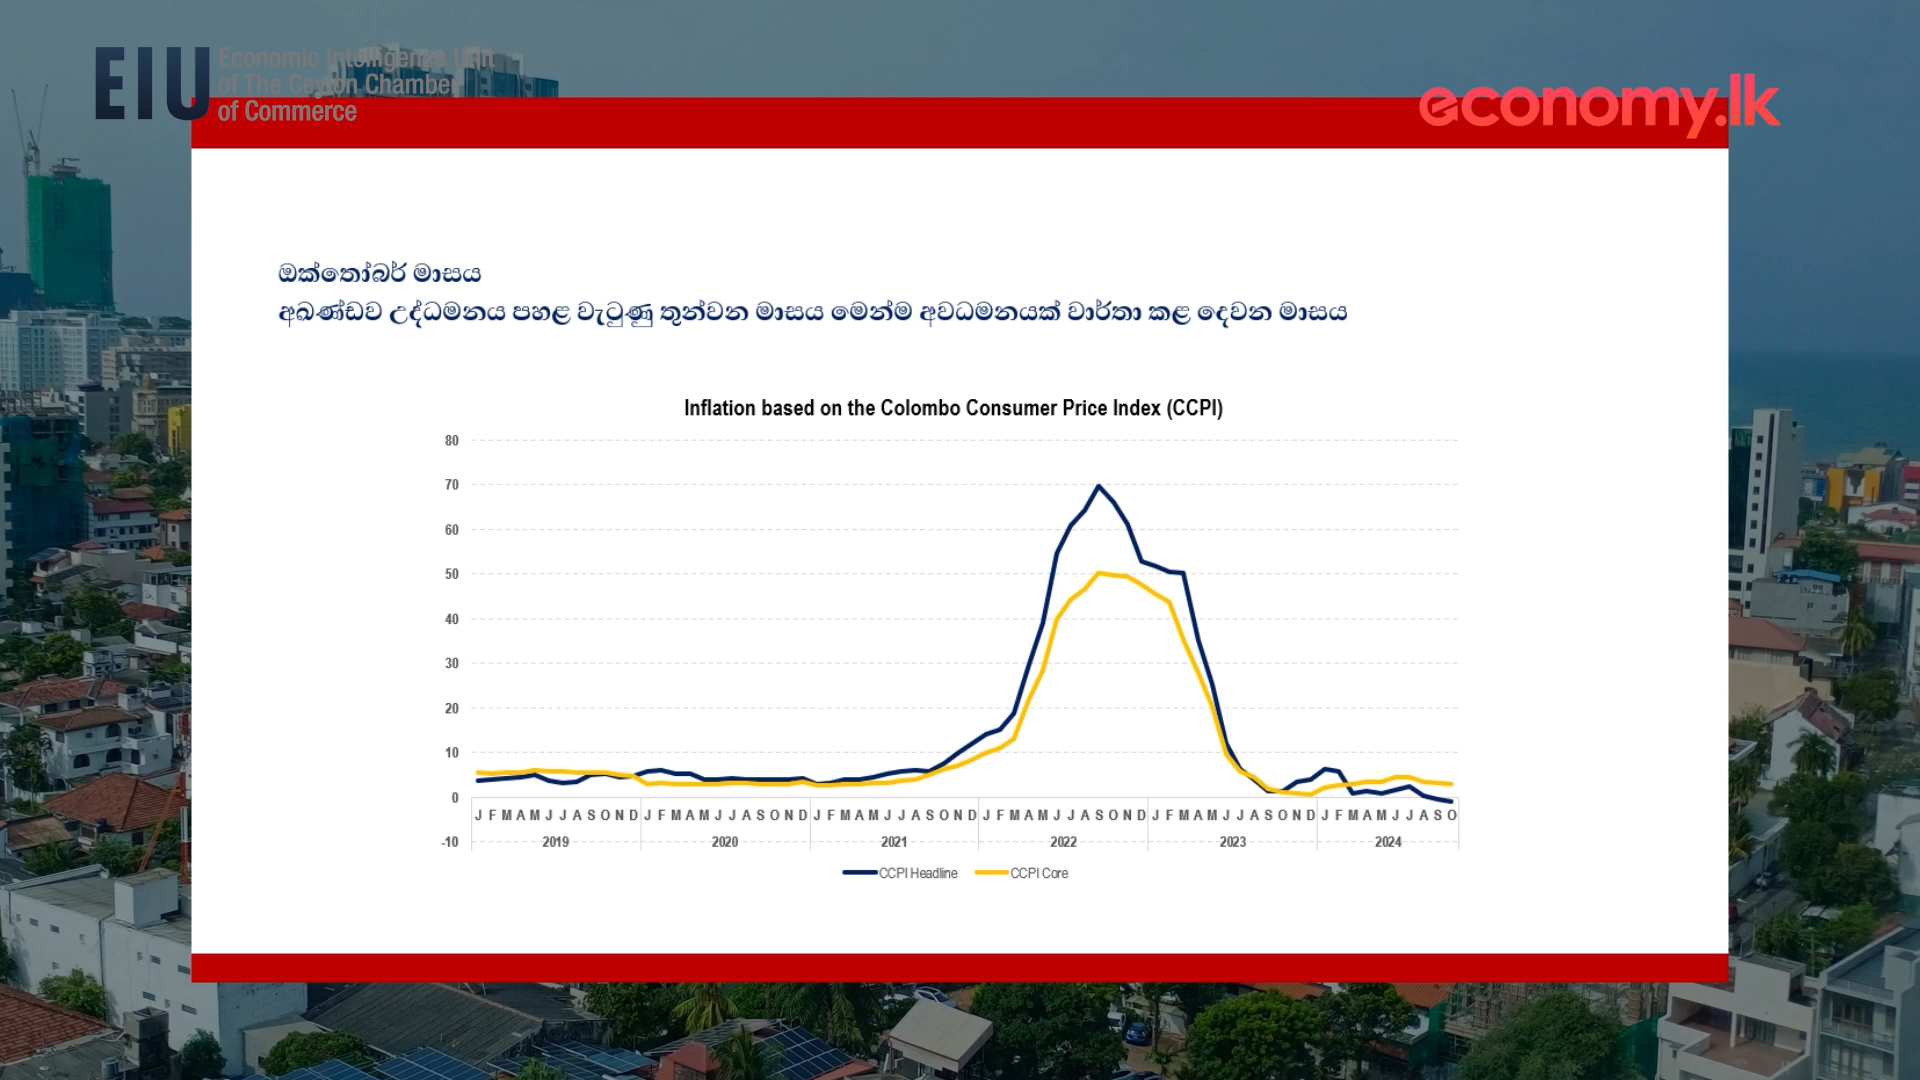 EIU
Economic Intelligence Unit
of The Ceylon Chamber
of Commerce
economy.lk
ඔක්තෝබර් මාසය
අඛණ්ඩව උද්ධමනය පහළ වැටුණු තුන්වන මාසය මෙන්ම අවධමනයක් වාර්තා කළ දෙවන මාසය
Inflation based on the Colombo Consumer Price Index (CCPI)
80
70
60
50
40
30
20
10
0
-10
J F M A M J J A S O N D J F M A M J J A S O N D J F M A M J J A S O N D J F M A M J J A S O N D J F M A M J J A S O N D J F M A M J J A S O
2019 2020 2021 2022 2023 2024
CCPI Headline CCPI Core